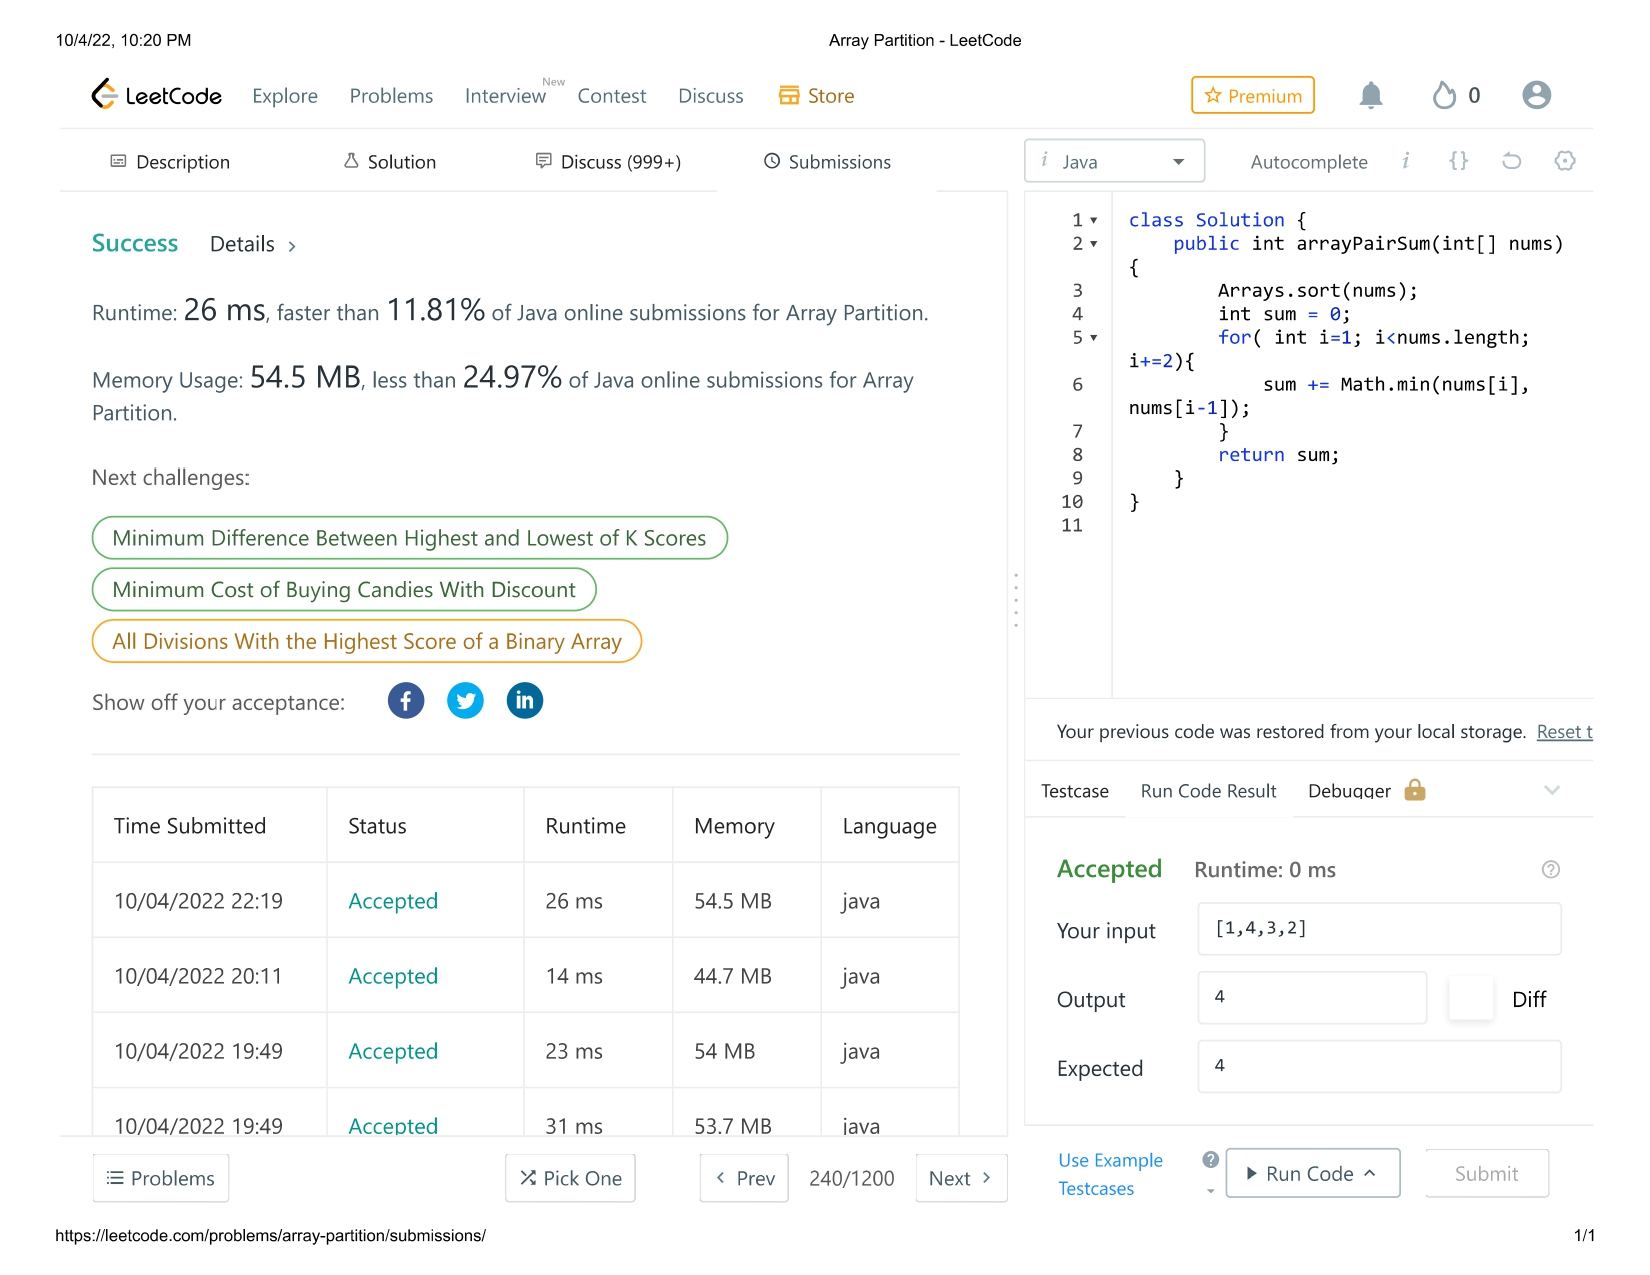 10/4/22, 10:20 PM
Array Partition - LeetCode
LeetCode
Explore
Problems
Interview
New
Contest
Discuss
Store
Premium
0
Description
Solution
Discuss (999+)
Submissions
i Java
Autocomplete
i
{}
Success
Details >
Runtime: 26 ms, faster than 11.81% of Java online submissions for Array Partition.
Memory Usage: 54.5 MB, less than 24.97% of Java online submissions for Array
Partition.
Next challenges:
Minimum Difference Between Highest and Lowest of K Scores
Minimum Cost of Buying Candies With Discount
All Divisions With the Highest Score of a Binary Array
Show off your acceptance:
f
in
Time Submitted Status Runtime Memory Language
10/04/2022 22:19 Accepted 26 ms 54.5 MB java
10/04/2022 20:11 Accepted 14 ms 44.7 MB java
10/04/2022 19:49 Accepted 23 ms 54 MB java
10/04/2022 19:49 Accepted 31 ms 53.7 MB java
Problems
Pick One
< Prev
240/1200
Next >
1 class Solution {
2     public int arrayPairSum(int[] nums)
{
3         Arrays.sort(nums);
4         int sum = 0;
5         for( int i=1; i<nums.length;
i+=2){
6             sum += Math.min(nums[i],
nums[i-1]);
7         }
8         return sum;
9     }
10 }
11
Your previous code was restored from your local storage. Reset t
Testcase
Run Code Result
Debugger
Accepted
Runtime: 0 ms
?
Your input
[1,4,3,2]
Output
4
Diff
Expected
4
Use Example
Testcases
?
Run Code
Submit
https://leetcode.com/problems/array-partition/submissions/
1/1